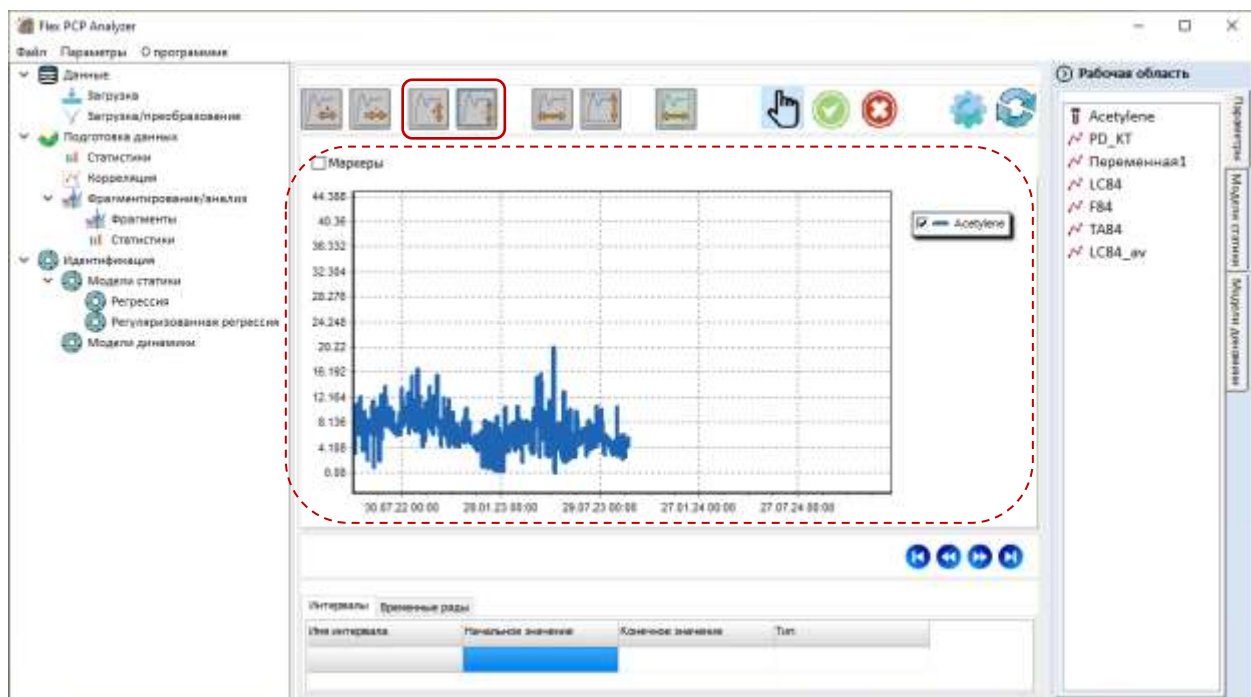 Flex PCP Analyzer
Файл Параметры О программе
Данные
Загрузка
Загрузка/преобразование
Подготовка данных
Статистики
Корреляция
Фрагментирование/анализ
Фрагменты
Статистики
Идентификация
Модели статики
Регрессия
Регуляризованная регрессия
Модели динамики
Маркеры
44.388
40.36
36.332
32.304
28.276
24.248
20.22
16.192
12.164
8.136
4.108
0.08
30.07.22 00:00 28.01.23 00:00 29.07.23 00:00 27.01.24 00:00 27.07.24 00:00
Acetylene
Интервалы Временные ряды
Имя интервала Начальное значение Конечное значение Тип
Рабочая область
Acetylene
PD_KT
Переменная1
LC84
F84
TA84
LC84_av
Параметры
Модели статики
Модели динамики